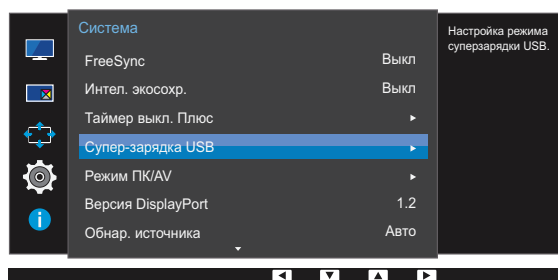 Система
FreeSync Выкл
Интел. экосохр. Выкл
Таймер выкл. Плюс
Супер-зарядка USB
Режим ПК/AV
Версия DisplayPort 1.2
Обнар. источника Авто
Настройка режима
суперзарядки USB.